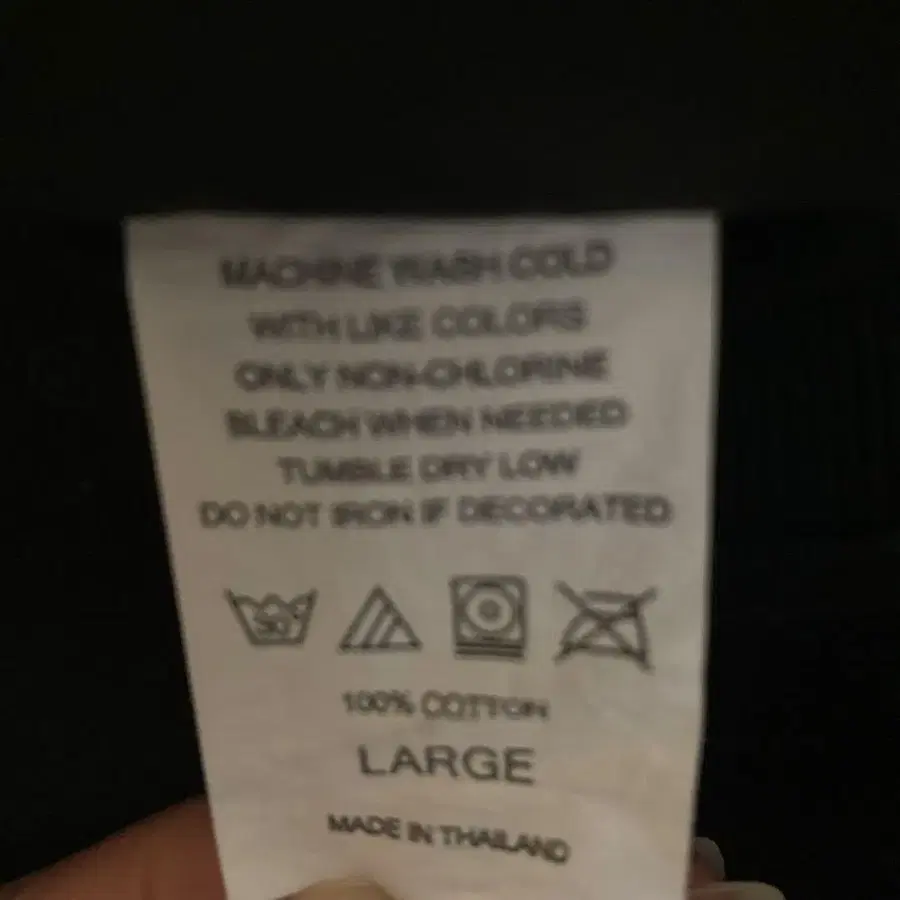 MACHINE WASH COLD
WITH LIKE COLORS
ONLY NON-CHLORINE
BLEACH WHEN NEEDED
TUMBLE DRY LOW
DO NOT IRON IF DECORATED
30
100% COTTON
LARGE
MADE IN THAILAND